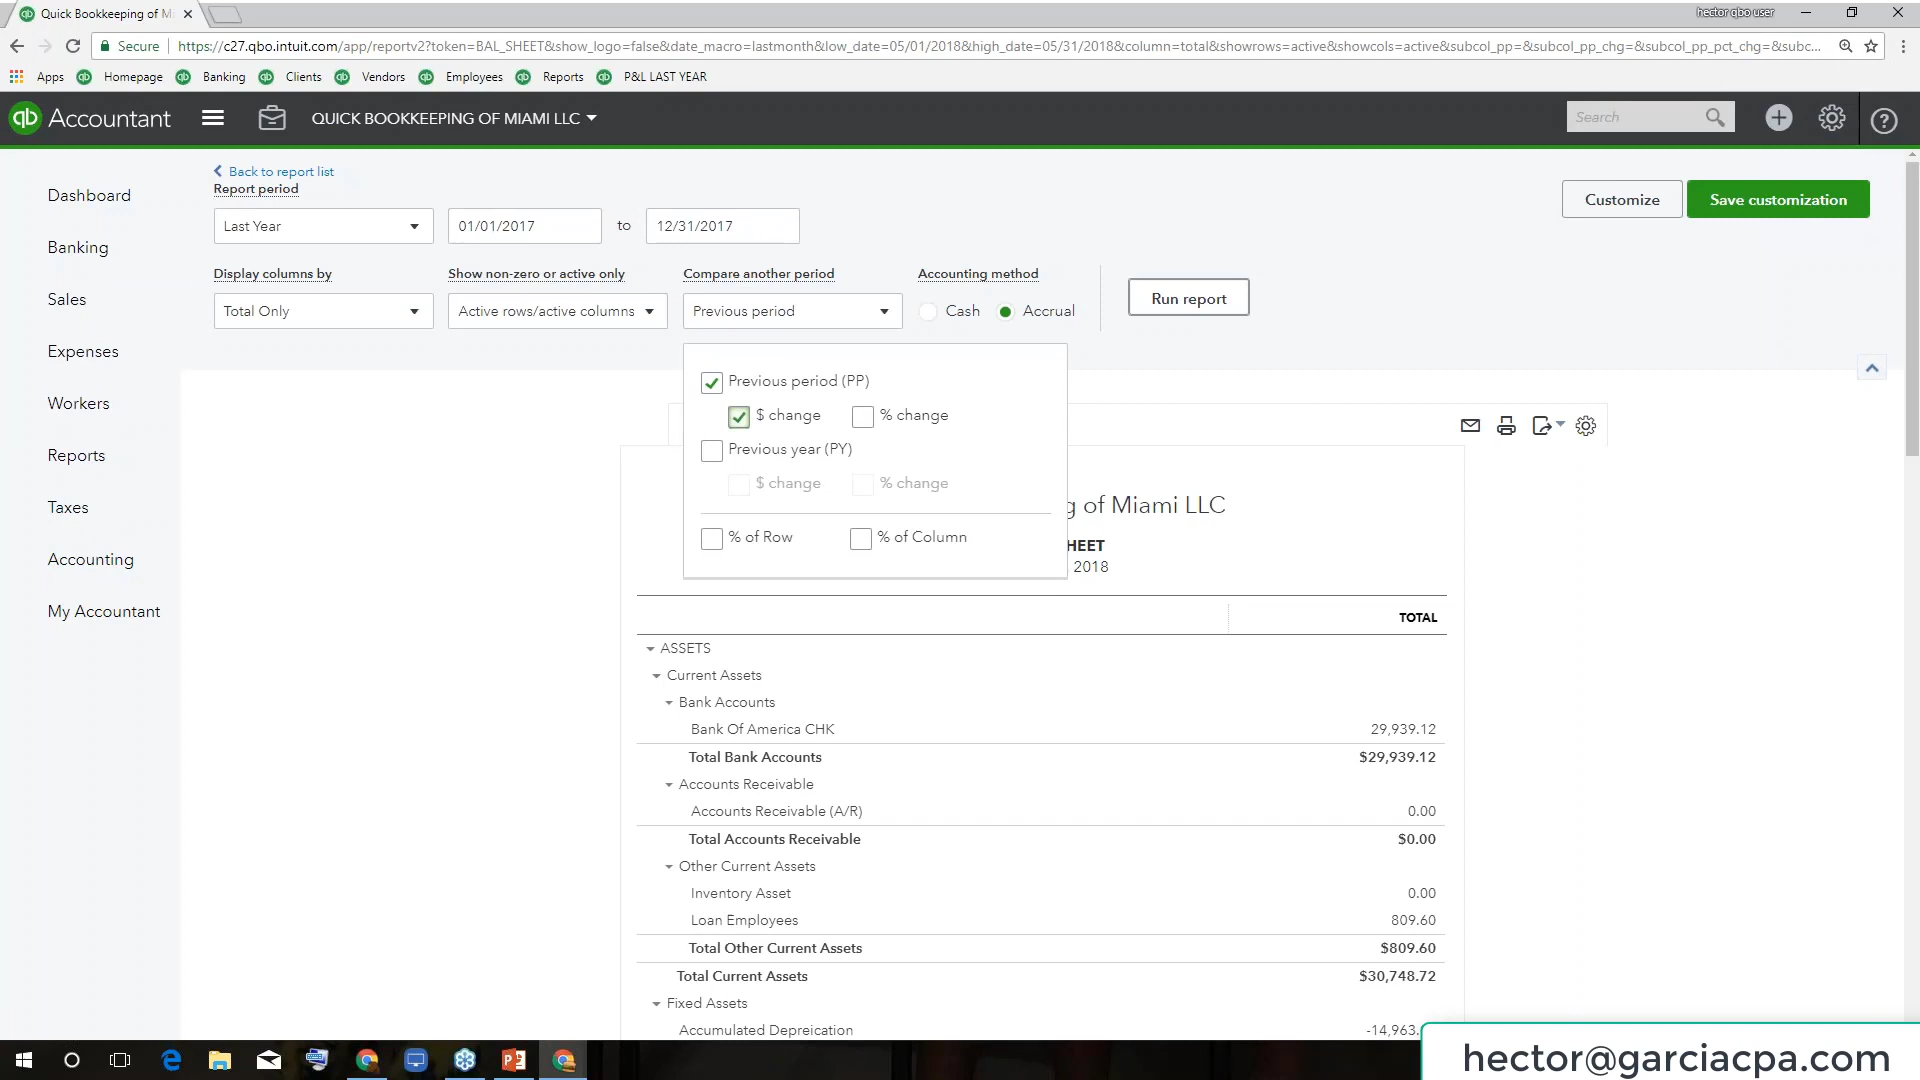 Quick Bookkeeping of M
hector qbo user
Secure
https://c27.qbo.intuit.com/app/reportv2?token=BAL_SHEET&show_logo=false&date_macro=lastmonth&low_date=05/01/2018&high_date=05/31/2018&column=total&showrows=active&showcols=active&subcol_pp=&subcol_pp_chg=&subcol_pp_pct_chg=&subc...
Apps Homepage Banking Clients Vendors Employees Reports P&L LAST YEAR
qb Accountant QUICK BOOKKEEPING OF MIAMI LLC Search
Dashboard
Banking
Sales
Expenses
Workers
Reports
Taxes
Accounting
My Accountant
Back to report list
Report period
Last Year 01/01/2017 to 12/31/2017
Customize Save customization
Display columns by Show non-zero or active only Compare another period Accounting method
Total Only Active rows/active columns Previous period Cash Accrual Run report
Previous period (PP)
$ change % change
Previous year (PY)
$ change % change
% of Row % of Column
g of Miami LLC
HEET
2018
TOTAL
ASSETS
Current Assets
Bank Accounts
Bank Of America CHK 29,939.12
Total Bank Accounts $29,939.12
Accounts Receivable
Accounts Receivable (A/R) 0.00
Total Accounts Receivable $0.00
Other Current Assets
Inventory Asset 0.00
Loan Employees 809.60
Total Other Current Assets $809.60
Total Current Assets $30,748.72
Fixed Assets
Accumulated Depreication -14,963.
hector@garciacpa.com